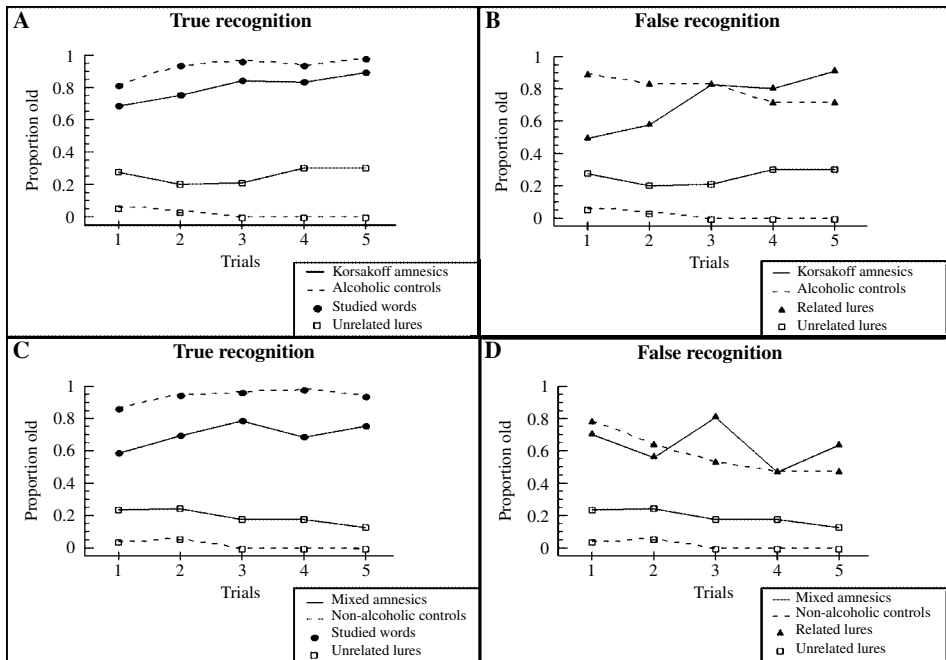 A
True recognition
Proportion old
1
0.8
0.6
0.4
0.2
0
1 2 3 4 5
Trials
Korsakoff amnesics
Alcoholic controls
Studied words
Unrelated lures
B
False recognition
Proportion old
1
0.8
0.6
0.4
0.2
0
1 2 3 4 5
Trials
Korsakoff amnesics
Alcoholic controls
Related lures
Unrelated lures
C
True recognition
Proportion old
1
0.8
0.6
0.4
0.2
0
1 2 3 4 5
Trials
Mixed amnesics
Non-alcoholic controls
Studied words
Unrelated lures
D
False recognition
Proportion old
1
0.8
0.6
0.4
0.2
0
1 2 3 4 5
Trials
Mixed amnesics
Non-alcoholic controls
Related lures
Unrelated lures